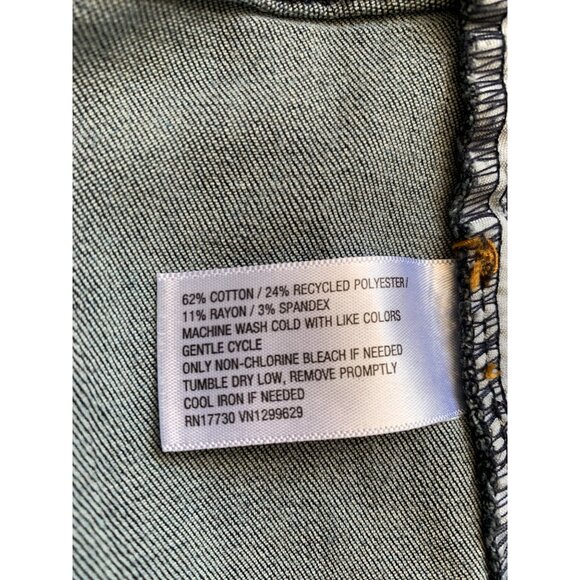 62% COTTON / 24% RECYCLED POLYESTER/
11% RAYON / 3% SPANDEX
MACHINE WASH COLD WITH LIKE COLORS
GENTLE CYCLE
ONLY NON-CHLORINE BLEACH IF NEEDED
TUMBLE DRY LOW, REMOVE PROMPTLY
COOL IRON IF NEEDED
RN17730 VN1299629